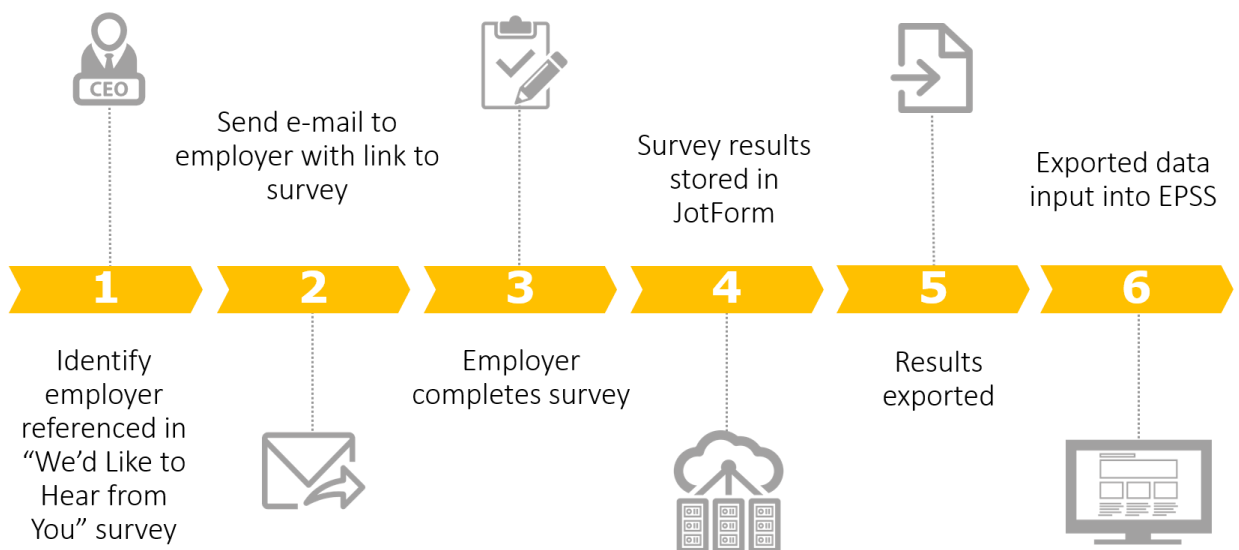 CEO
1
Identify
employer
referenced in
“We’d Like to
Hear from
You” survey
Send e-mail to
employer with link to
survey
2
3
Employer
completes survey
Survey results
stored in
JotForm
4
5
Results
exported
Exported data
input into EPSS
6